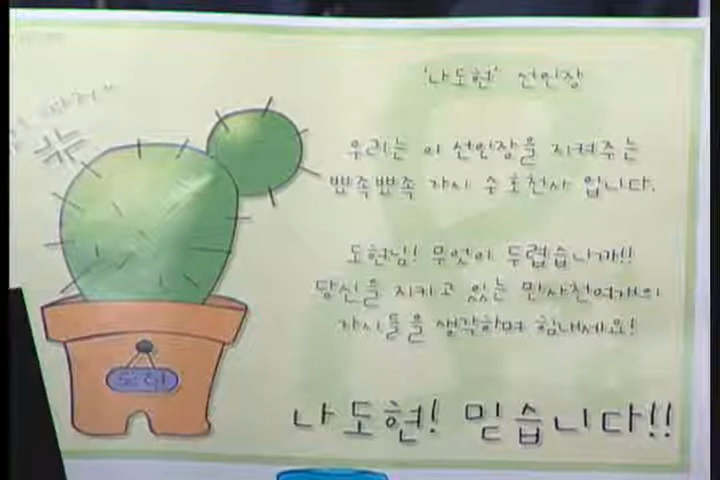 '나도현' 선인장
우리는 이 선인장을 지켜주는
뾰족뾰족 가시 수호천사 입니다.
도현님! 무엇이 두렵습니까!!
당신을 지키고 있는 만사천여개의
가시들을 생각하며 힘내세요!
도현
나도현! 믿습니다!!